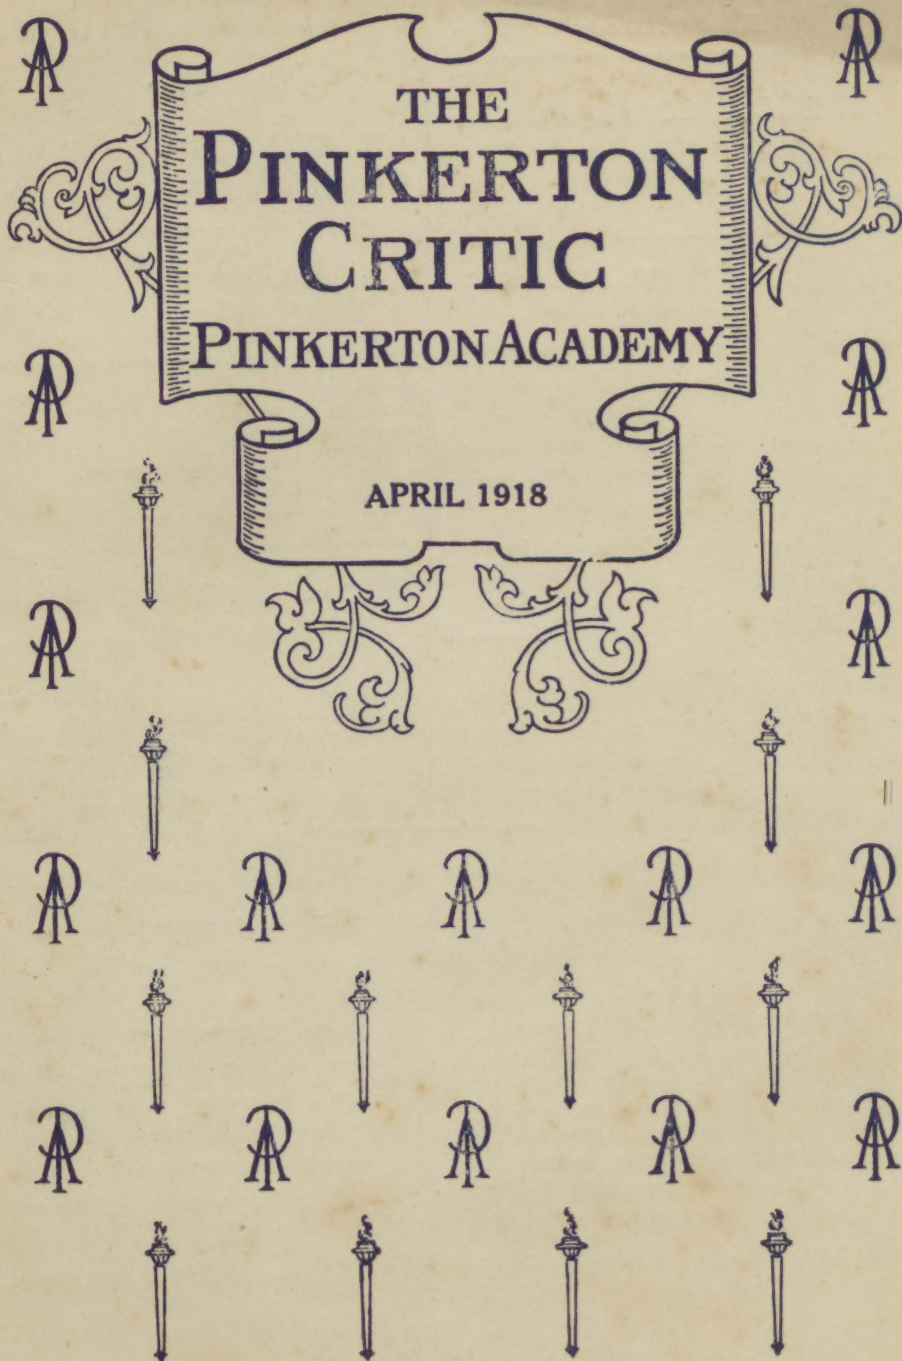 THE
PINKERTON
CRITIC
PINKERTON ACADEMY
APRIL 1918